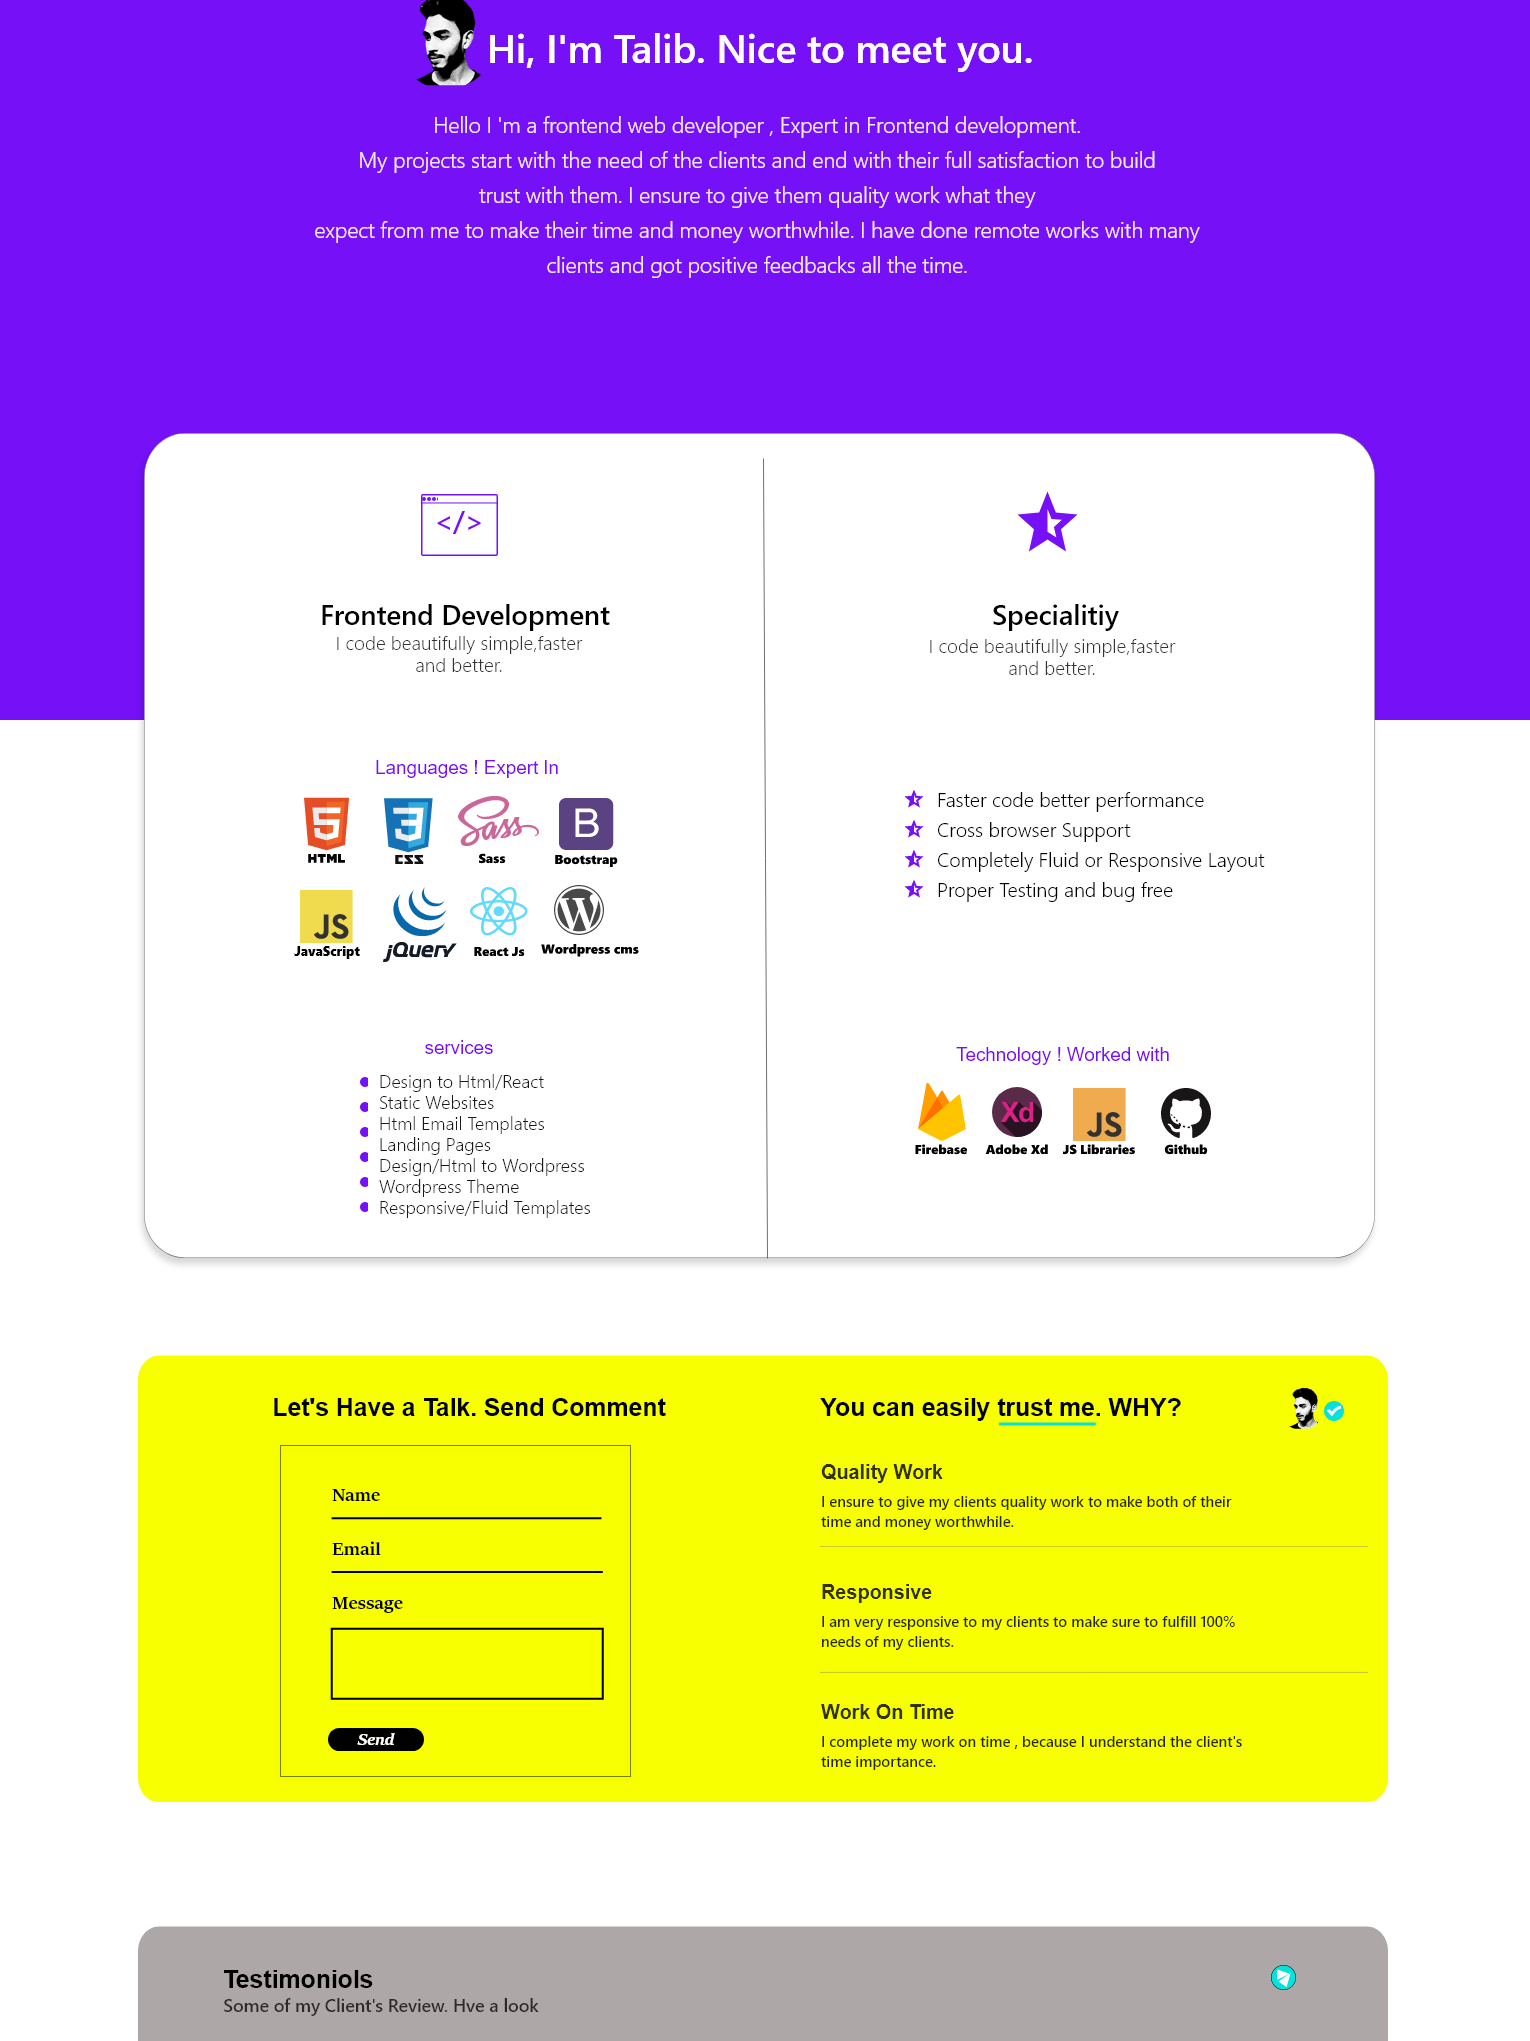 Hi, I'm Talib. Nice to meet you.
Hello I 'm a frontend web developer , Expert in Frontend development.
My projects start with the need of the clients and end with their full satisfaction to build
trust with them. I ensure to give them quality work what they
expect from me to make their time and money worthwhile. I have done remote works with many
clients and got positive feedbacks all the time.
</>
Frontend Development
I code beautifully simple,faster
and better.
Languages ! Expert In
5
3
Sass
B
HTML
CSS
Sass
Bootstrap
JS
W
JavaScript
jQuery
React Js
Wordpress cms
services
Design to Html/React
Static Websites
Html Email Templates
Landing Pages
Design/Html to Wordpress
Wordpress Theme
Responsive/Fluid Templates
Specialitiy
I code beautifully simple,faster
and better.
Faster code better performance
Cross browser Support
Completely Fluid or Responsive Layout
Proper Testing and bug free
Technology ! Worked with
Xd
JS
Firebase
Adobe Xd
JS Libraries
Github
Let's Have a Talk. Send Comment
Name
Email
Message
Send
You can easily trust me. WHY?
Quality Work
I ensure to give my clients quality work to make both of their
time and money worthwhile.
Responsive
I am very responsive to my clients to make sure to fulfill 100%
needs of my clients.
Work On Time
I complete my work on time , because I understand the client's
time importance.
Testimoniols
Some of my Client's Review. Hve a look